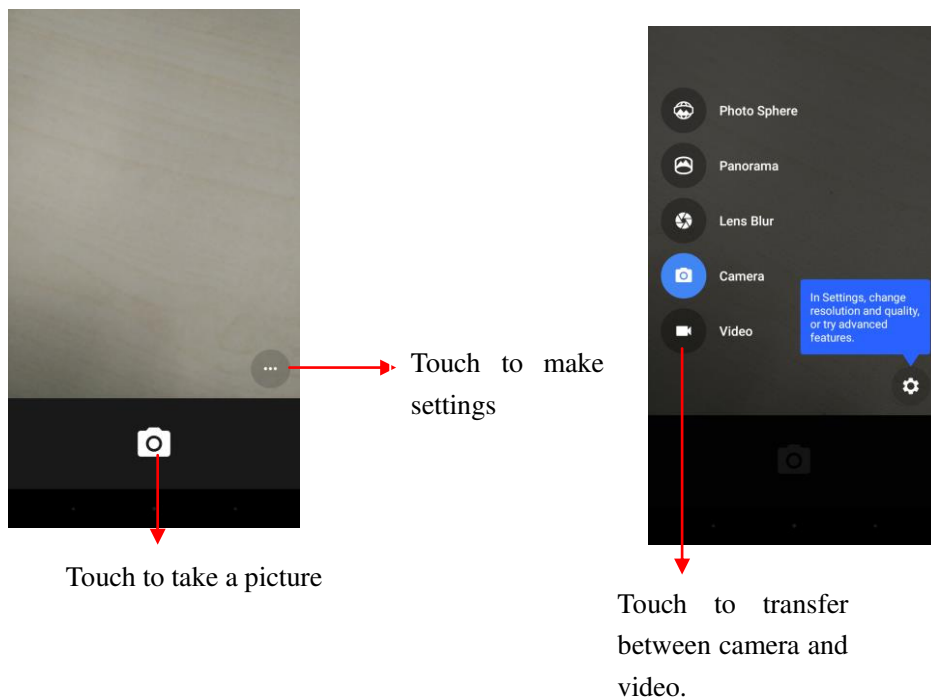 Photo Sphere
Panorama
Lens Blur
Camera
In Settings, change
resolution and quality,
or try advanced
features.
Video
Touch to make
settings
Touch to take a picture
Touch to transfer
between camera and
video.